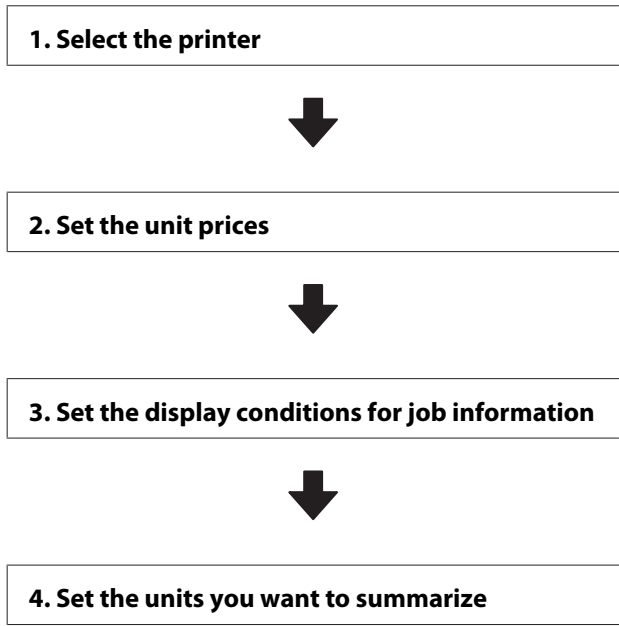 1. Select the printer
2. Set the unit prices
3. Set the display conditions for job information
4. Set the units you want to summarize